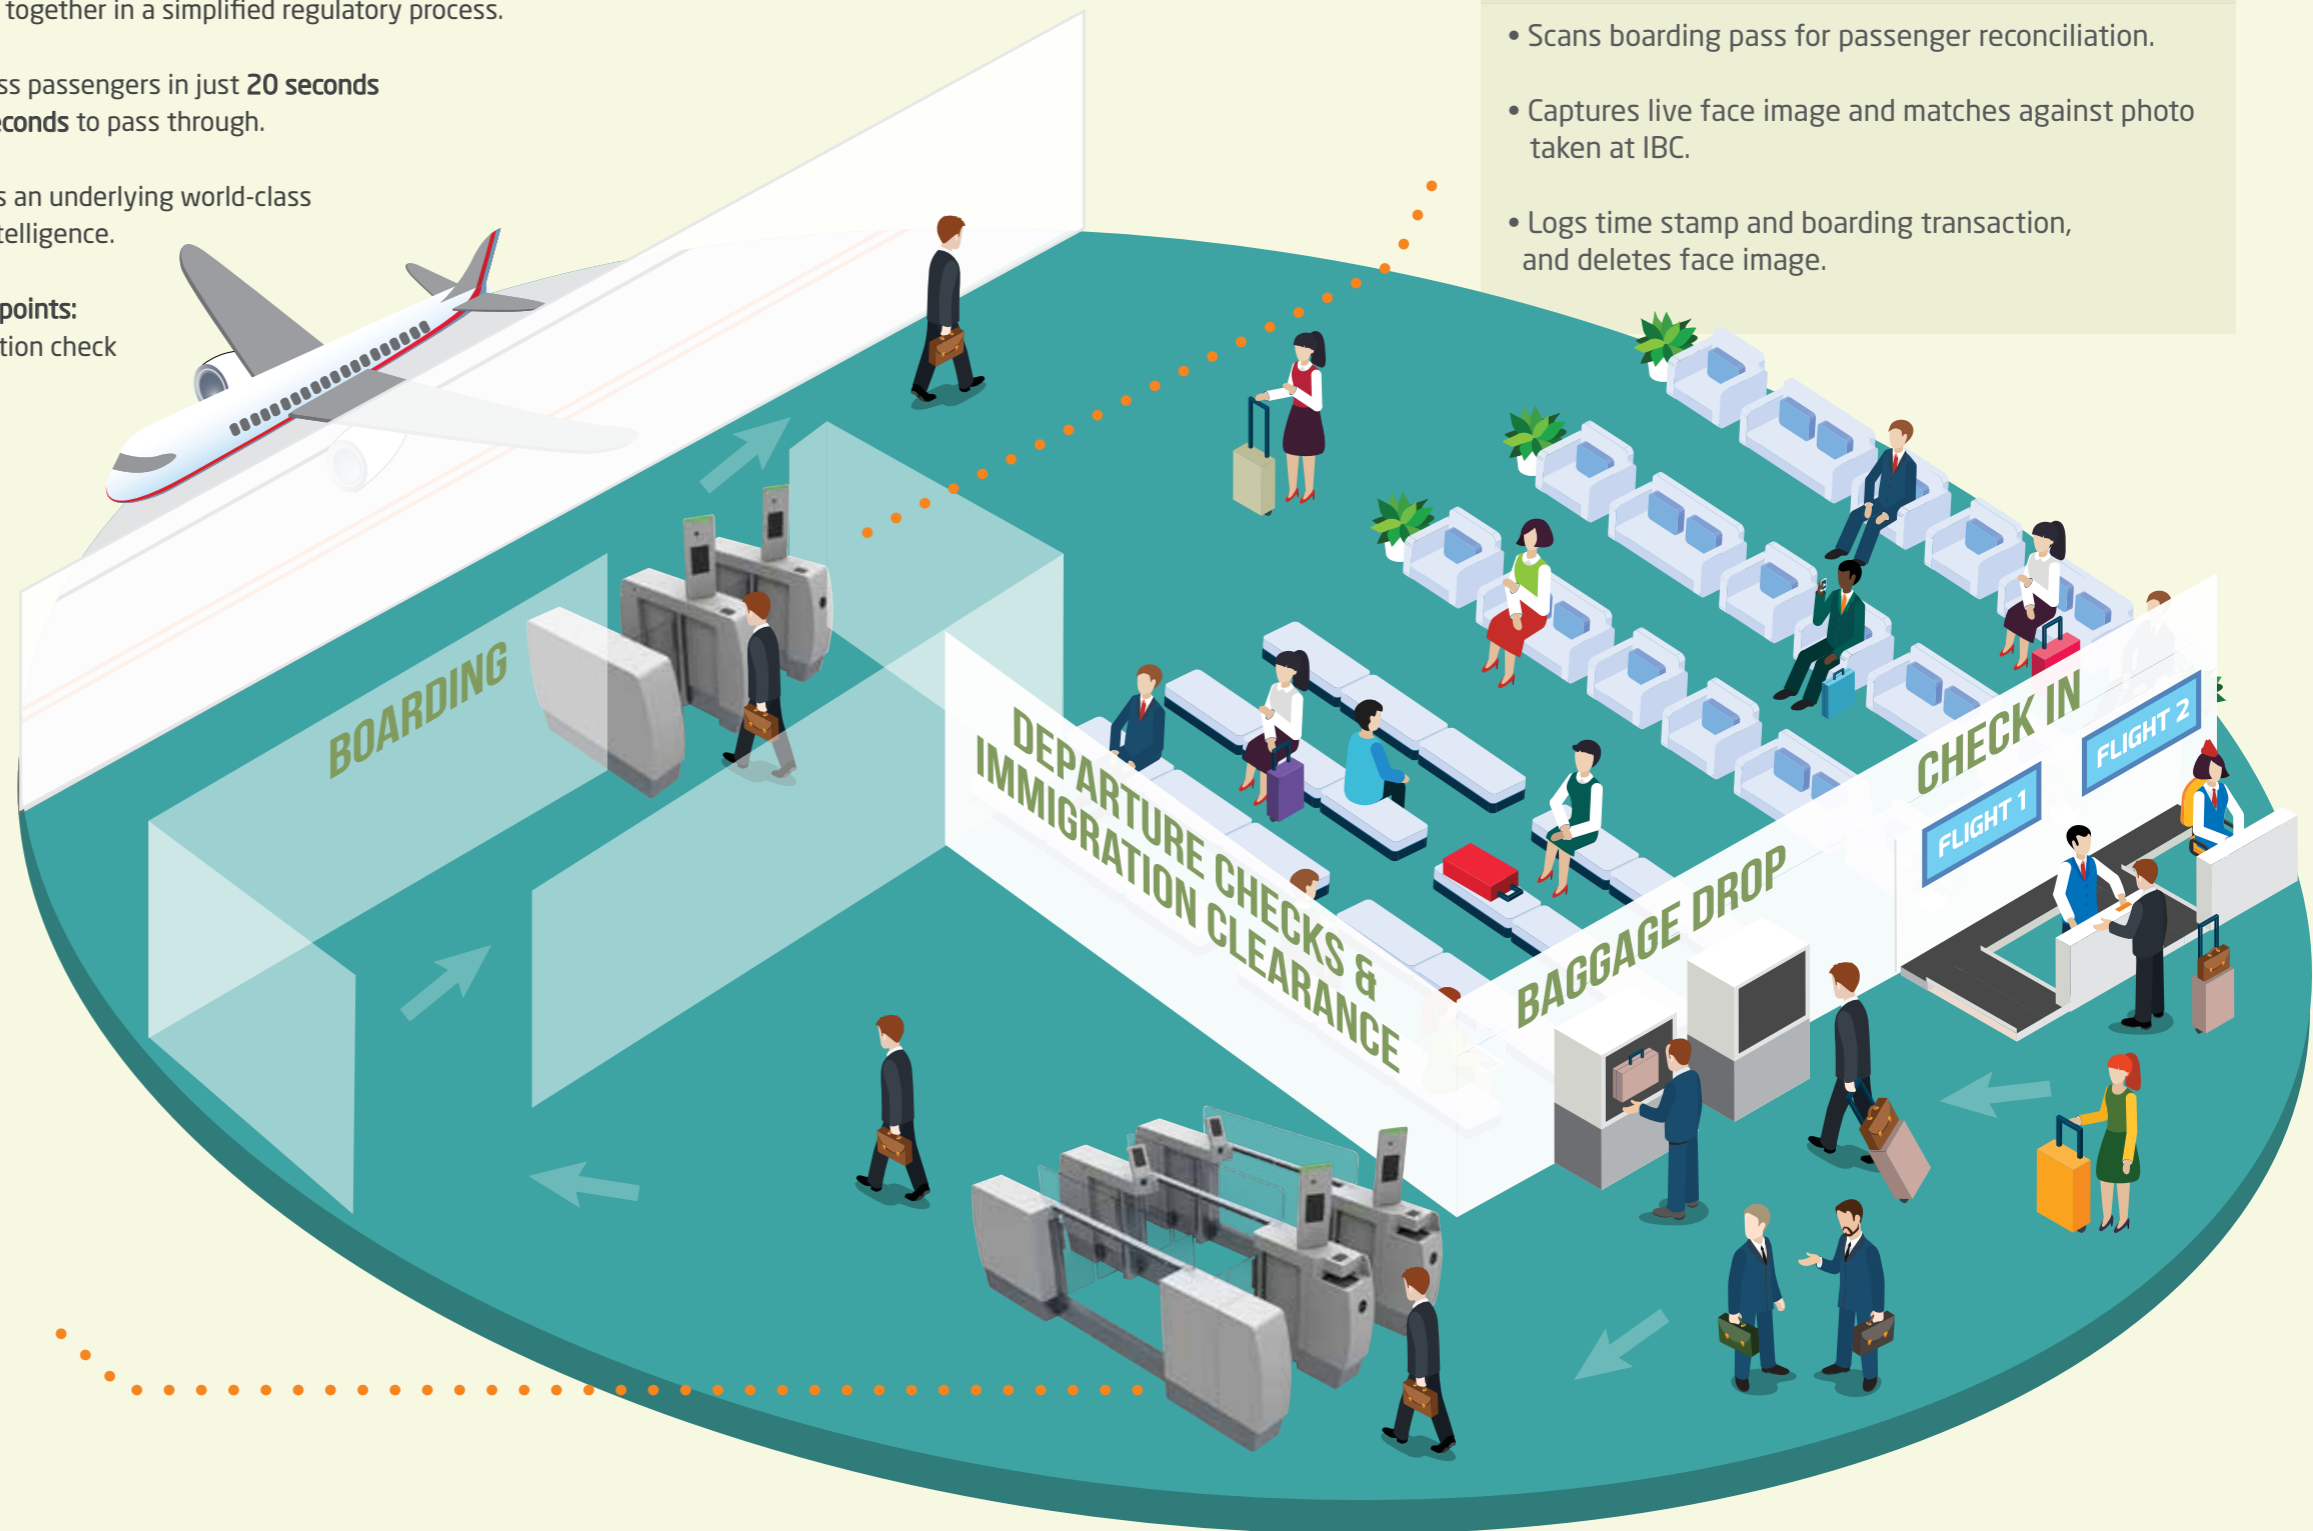 together in a simplified regulatory process.
ss passengers in just 20 seconds
conds to pass through.
s an underlying world-class
telligence.
points:
tion check
• Scans boarding pass for passenger reconciliation.
• Captures live face image and matches against photo
taken at IBC.
• Logs time stamp and boarding transaction,
and deletes face image.
BOARDING
DEPARTURE CHECKS &
IMMIGRATION CLEARANCE
BAGGAGE DROP
CHECK IN
FLIGHT 1
FLIGHT 2